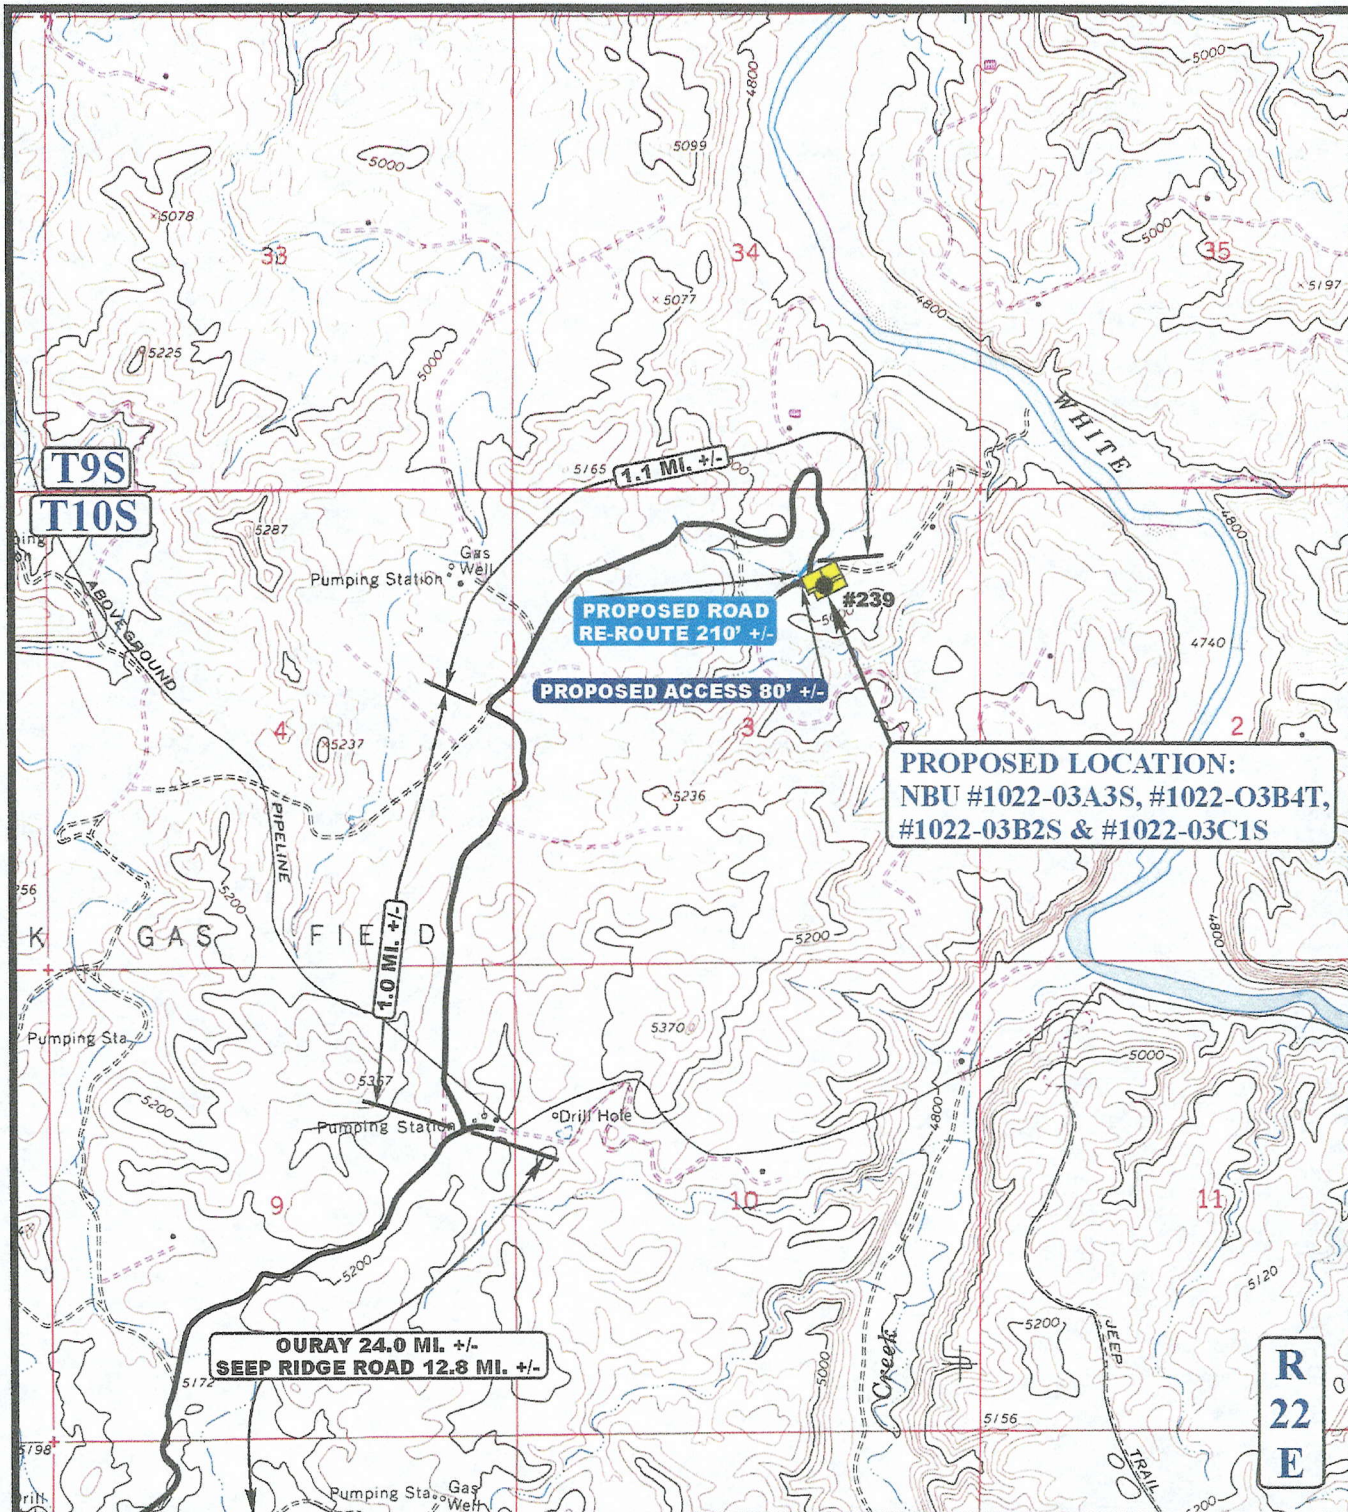 5000
4800
5099
5000
5078
5000
33
34
35
5077
5197
4800
5225
5000
WHITE
T9S
1.1 MI. +/-
5165
T10S
4800
5287
Gas
Well
Pumping Station
ABOVE GROUND
PROPOSED ROAD
RE-ROUTE 210' +/-
#239
4740
PROPOSED ACCESS 80' +/-
4
3
2
5237
PROPOSED LOCATION:
NBU #1022-03A3S, #1022-O3B4T,
#1022-03B2S & #1022-03C1S
5236
PIPELINE
5200
1.0 MI. +/-
K GAS FIELD
5200
4800
5370
Pumping Sta
5000
5367
5200
Drill Hole
4800
Pumping Station
9
10
11
5200
5120
OURAY 24.0 MI. +/-
SEEP RIDGE ROAD 12.8 MI. +/-
5200
JEEP
R
22
E
5000
Creek
5172
5156
5198
TRAIL
Pumping Sta.
Gas
Well
5200